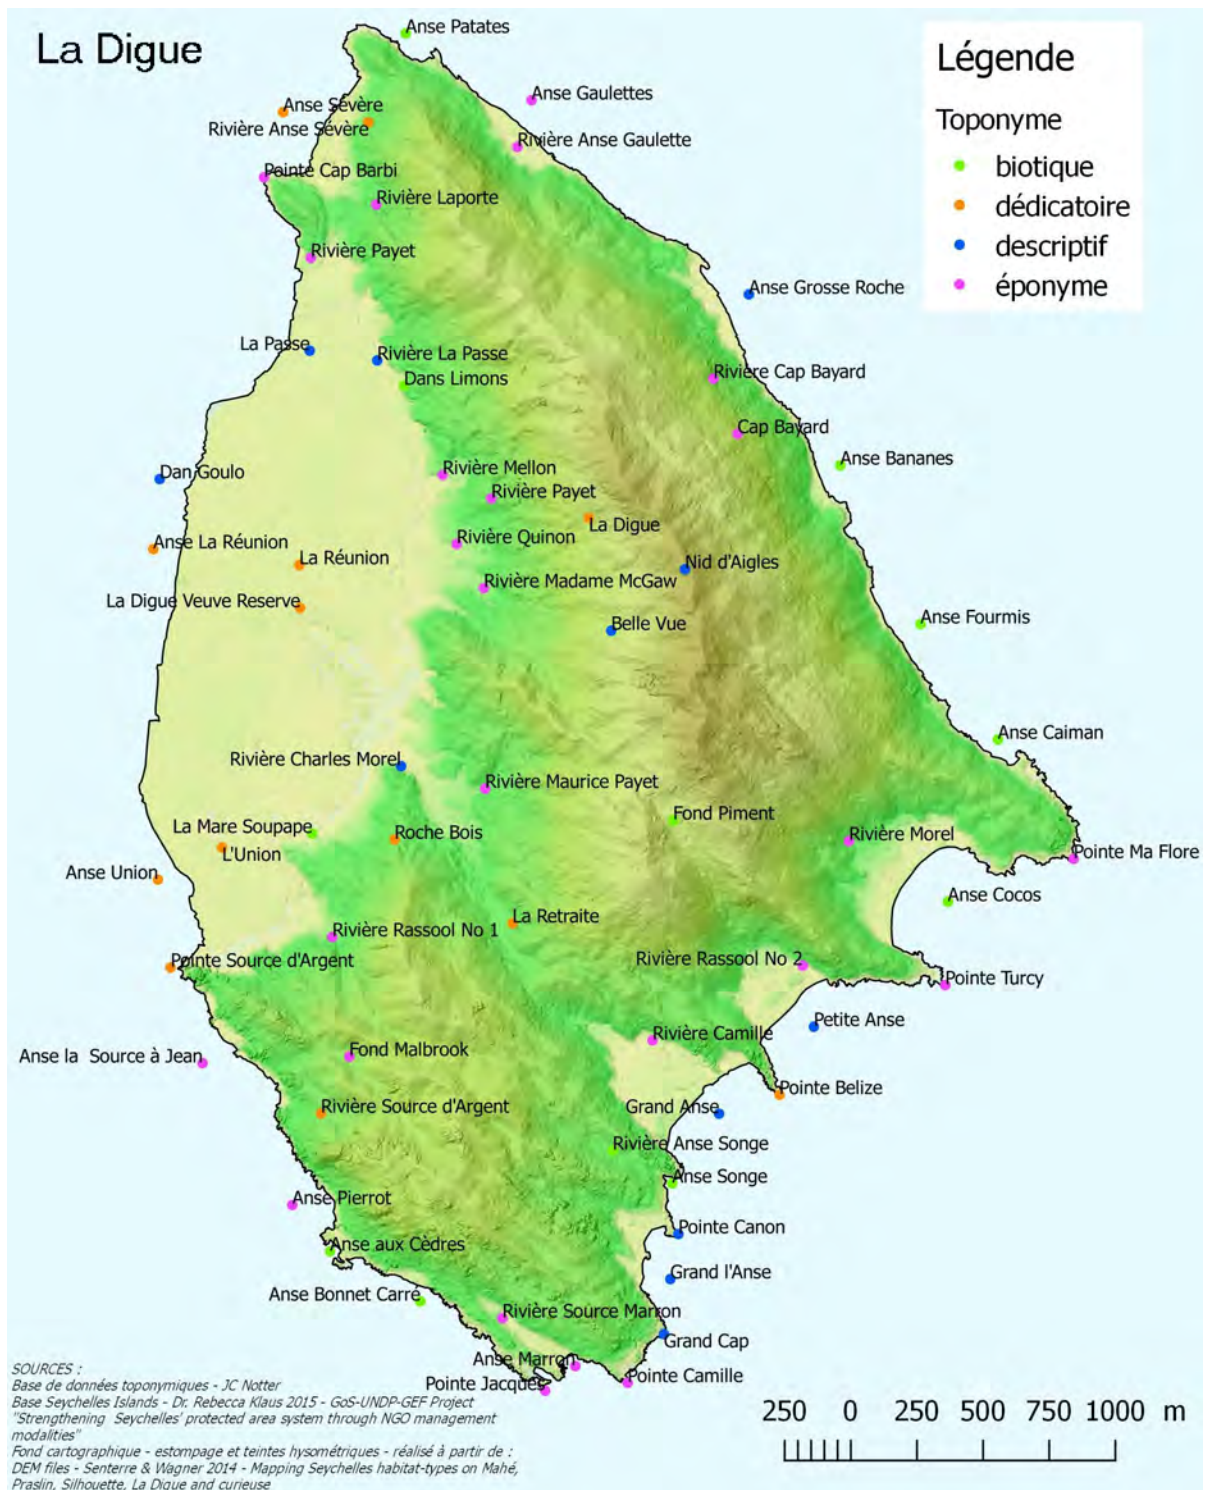 La Digue
Légende
Toponyme
biotique
dédicatoire
descriptif
éponyme
Anse Patates
Anse Gaulettes
Anse Sévère
Rivière Anse Sévère
Rivière Anse Gaulette
Pointe Cap Barbi
Rivière Laporte
Rivière Payet
Anse Grosse Roche
La Passe
Rivière La Passe
Dans Limons
Rivière Cap Bayard
Cap Bayard
Anse Bananes
Dan Goulo
Rivière Mellon
Rivière Payet
La Digue
Anse La Réunion
Rivière Quinon
La Réunion
Nid d'Aigles
Rivière Madame McGaw
La Digue Veuve Reserve
Belle Vue
Anse Fourmis
Anse Caiman
Rivière Charles Morel
Rivière Maurice Payet
Fond Piment
La Mare Soupape
Roche Bois
Rivière Morel
L'Union
Pointe Ma Flore
Anse Union
Anse Cocos
La Retraite
Rivière Rassool No 1
Pointe Source d'Argent
Rivière Rassool No 2
Pointe Turcy
Petite Anse
Rivière Camille
Anse la  Source à Jean
Fond Malbrook
Pointe Belize
Rivière Source d'Argent
Grand Anse
Rivière Anse Songe
Anse Songe
Anse Pierrot
Pointe Canon
Anse aux Cèdres
Grand l'Anse
Anse Bonnet Carré
Rivière Source Marron
Grand Cap
Anse Marron
Pointe Camille
Pointe Jacques
SOURCES :
Base de données toponymiques - JC Notter
Base Seychelles Islands - Dr. Rebecca Klaus 2015 - GoS-UNDP-GEF Project
"Strengthening  Seychelles' protected area system through NGO management
modalities"
Fond cartographique - estompage et teintes hysométriques - réalisé à partir de :
DEM files - Senterre & Wagner 2014 - Mapping Seychelles habitat-types on Mahé,
Praslin, Silhouette, La Digue and curieuse
250 0 250 500 750 1000 m